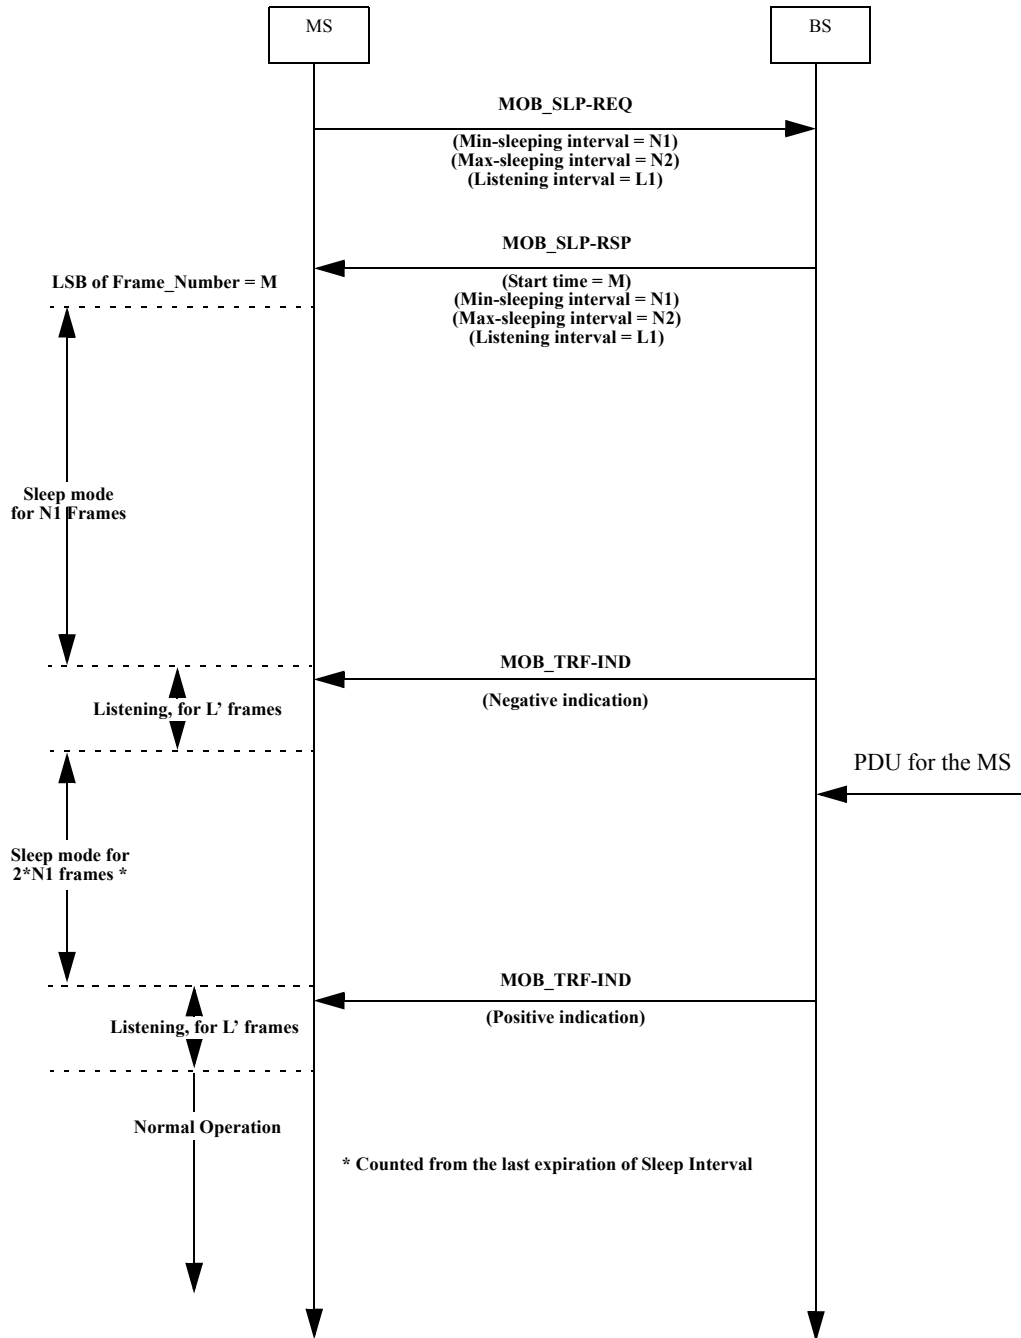 MS
BS
MOB_SLP-REQ
(Min-sleeping interval = N1)
(Max-sleeping interval = N2)
(Listening interval = L1)
MOB_SLP-RSP
LSB of Frame_Number = M
(Start time = M)
(Min-sleeping interval = N1)
(Max-sleeping interval = N2)
(Listening interval = L1)
Sleep mode
for N1 Frames
MOB_TRF-IND
(Negative indication)
Listening, for L’ frames
PDU for the MS
Sleep mode for
2*N1 frames *
MOB_TRF-IND
(Positive indication)
Listening, for L’ frames
Normal Operation
* Counted from the last expiration of Sleep Interval